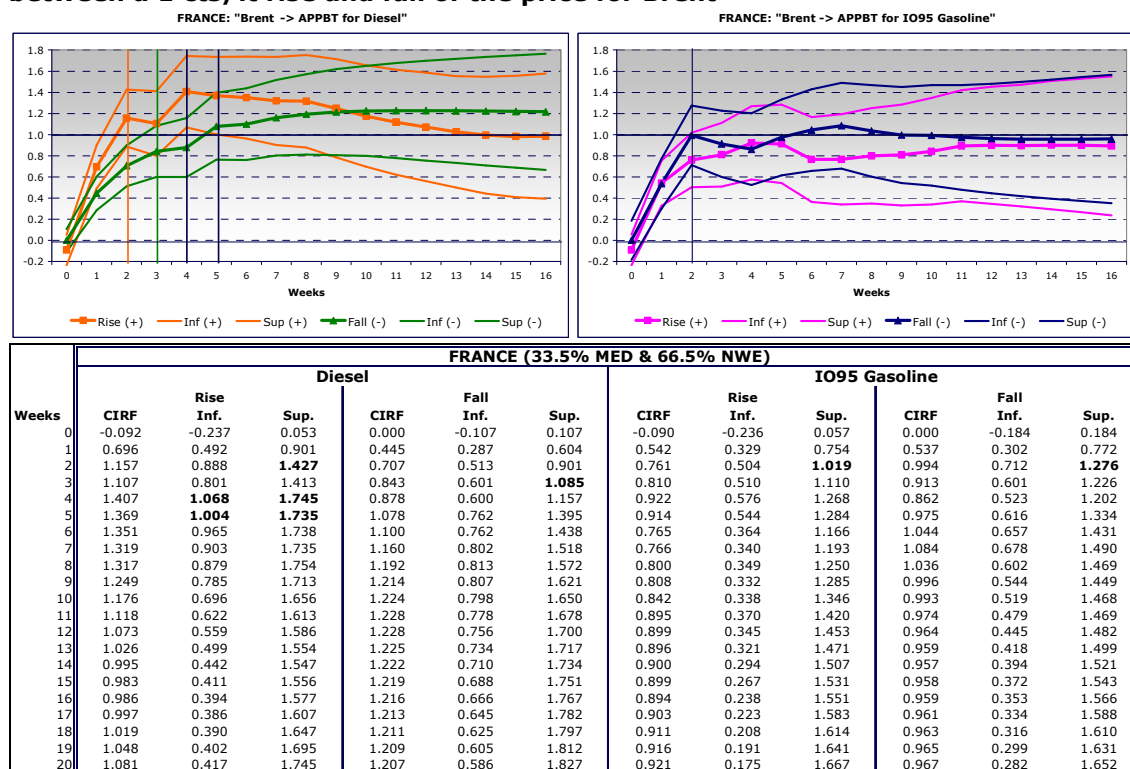 between a 1 cts/lt rise and fall of the price for Brent
FRANCE: "Brent -> APPBT for Diesel"
1.8
1.6
1.4
1.2
1.0
0.8
0.6
0.4
0.2
0.0
-0.2
0 1 2 3 4 5 6 7 8 9 10 11 12 13 14 15 16
Weeks
Rise (+) Inf (+) Sup (+) Fall (-) Inf (-) Sup (-)
FRANCE: "Brent -> APPBT for IO95 Gasoline"
1.8
1.6
1.4
1.2
1.0
0.8
0.6
0.4
0.2
0.0
-0.2
0 1 2 3 4 5 6 7 8 9 10 11 12 13 14 15 16
Weeks
Rise (+) Inf (+) Sup (+) Fall (-) Inf (-) Sup (-)
FRANCE (33.5% MED & 66.5% NWE)
Diesel IO95 Gasoline
Rise Fall Rise Fall
Weeks CIRF Inf. Sup. CIRF Inf. Sup. CIRF Inf. Sup. CIRF Inf. Sup.
0 -0.092 -0.237 0.053 0.000 -0.107 0.107 -0.090 -0.236 0.057 0.000 -0.184 0.184
1 0.696 0.492 0.901 0.445 0.287 0.604 0.542 0.329 0.754 0.537 0.302 0.772
2 1.157 0.888 1.427 0.707 0.513 0.901 0.761 0.504 1.019 0.994 0.712 1.276
3 1.107 0.801 1.413 0.843 0.601 1.085 0.810 0.510 1.110 0.913 0.601 1.226
4 1.407 1.068 1.745 0.878 0.600 1.157 0.922 0.576 1.268 0.862 0.523 1.202
5 1.369 1.004 1.735 1.078 0.762 1.395 0.914 0.544 1.284 0.975 0.616 1.334
6 1.351 0.965 1.738 1.100 0.762 1.438 0.765 0.364 1.166 1.044 0.657 1.431
7 1.319 0.903 1.735 1.160 0.802 1.518 0.766 0.340 1.193 1.084 0.678 1.490
8 1.317 0.879 1.754 1.192 0.813 1.572 0.800 0.349 1.250 1.036 0.602 1.469
9 1.249 0.785 1.713 1.214 0.807 1.621 0.808 0.332 1.285 0.996 0.544 1.449
10 1.176 0.696 1.656 1.224 0.798 1.650 0.842 0.338 1.346 0.993 0.519 1.468
11 1.118 0.622 1.613 1.228 0.778 1.678 0.895 0.370 1.420 0.974 0.479 1.469
12 1.073 0.559 1.586 1.228 0.756 1.700 0.899 0.345 1.453 0.964 0.445 1.482
13 1.026 0.499 1.554 1.225 0.734 1.717 0.896 0.321 1.471 0.959 0.418 1.499
14 0.995 0.442 1.547 1.222 0.710 1.734 0.900 0.294 1.507 0.957 0.394 1.521
15 0.983 0.411 1.556 1.219 0.688 1.751 0.899 0.267 1.531 0.958 0.372 1.543
16 0.986 0.394 1.577 1.216 0.666 1.767 0.894 0.238 1.551 0.959 0.353 1.566
17 0.997 0.386 1.607 1.213 0.645 1.782 0.903 0.223 1.583 0.961 0.334 1.588
18 1.019 0.390 1.647 1.211 0.625 1.797 0.911 0.208 1.614 0.963 0.316 1.610
19 1.048 0.402 1.695 1.209 0.605 1.812 0.916 0.191 1.641 0.965 0.299 1.631
20 1.081 0.417 1.745 1.207 0.586 1.827 0.921 0.175 1.667 0.967 0.282 1.652